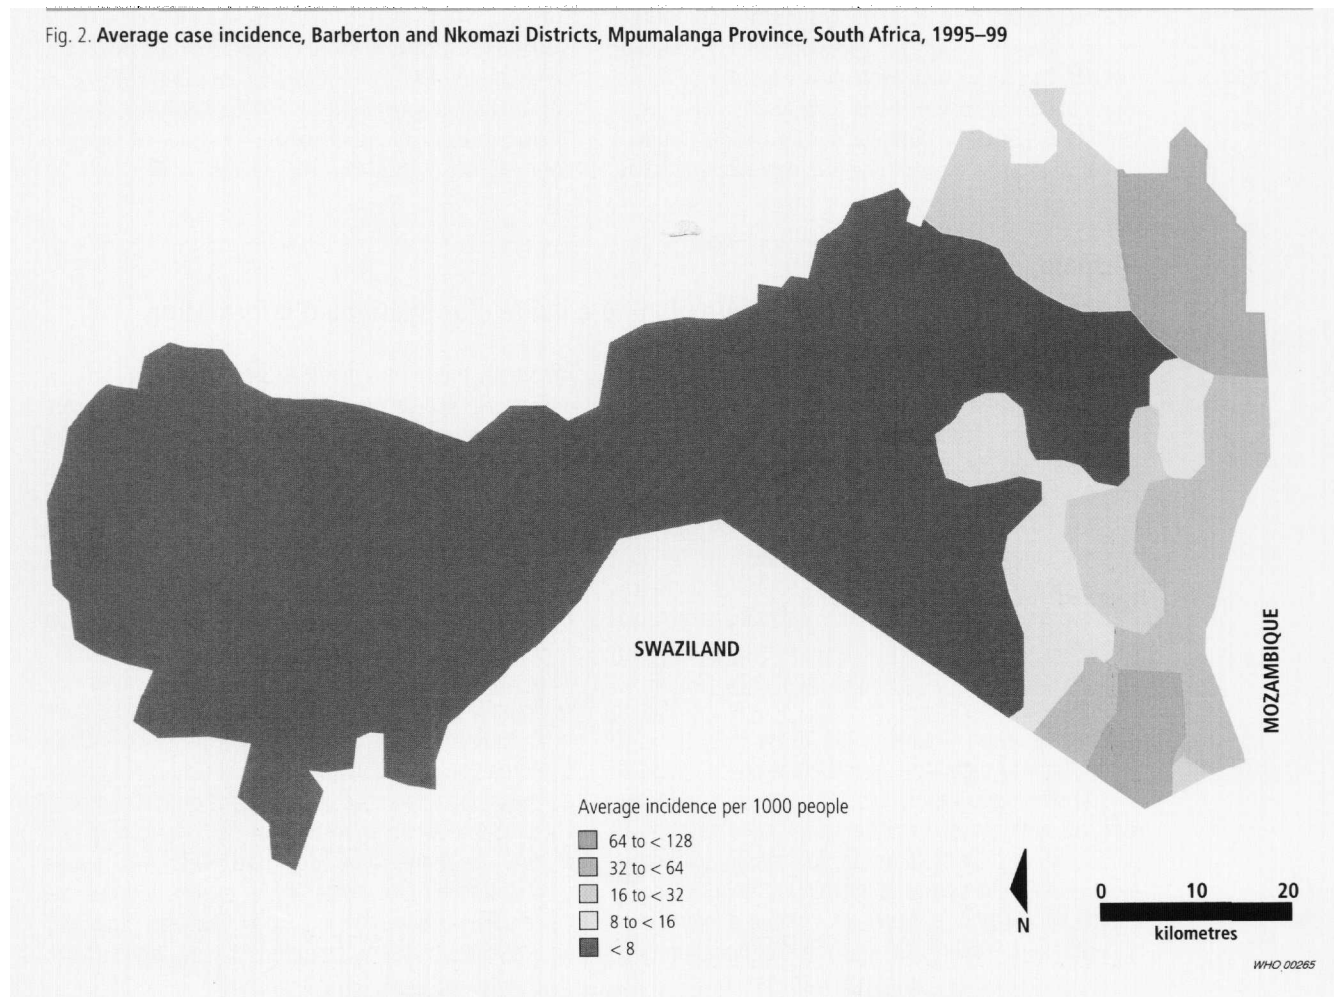 Fig. 2. Average case incidence, Barberton and Nkomazi Districts, Mpumalanga Province, South Africa, 1995–99
SWAZILAND
MOZAMBIQUE
Average incidence per 1000 people
64 to < 128
32 to < 64
16 to < 32
8 to < 16
< 8
N
0 10 20
kilometres
WHO 00265